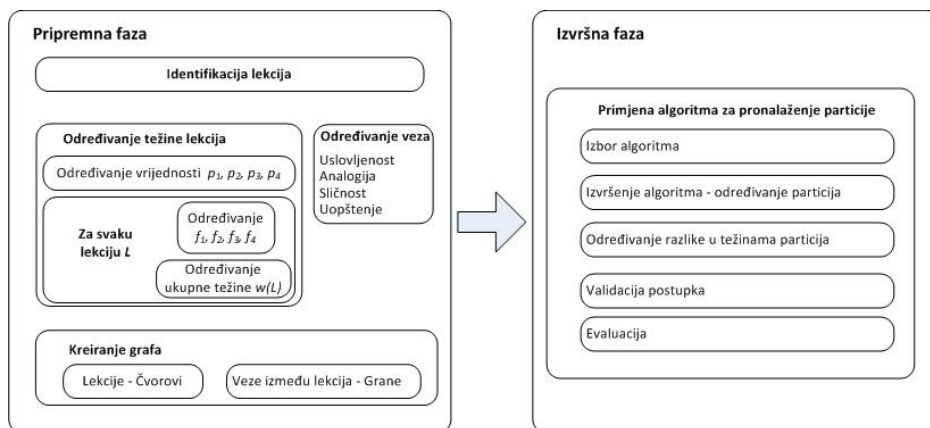 Pripremna faza
Identifikacija lekcija
Određivanje težine lekcija
Određivanje vrijednosti p₁, p₂, p₃, p₄
Za svaku
lekciju L
Određivanje
f₁, f₂, f₃, f₄
Određivanje
ukupne težine w(L)
Određivanje veza
Uslovljenost
Analogija
Sličnost
Uopštenje
Kreiranje grafa
Lekcije - Čvorovi
Veze između lekcija - Grane
Izvršna faza
Primjena algoritma za pronalaženje particije
Izbor algoritma
Izvršenje algoritma - određivanje particija
Određivanje razlike u težinama particija
Validacija postupka
Evaluacija